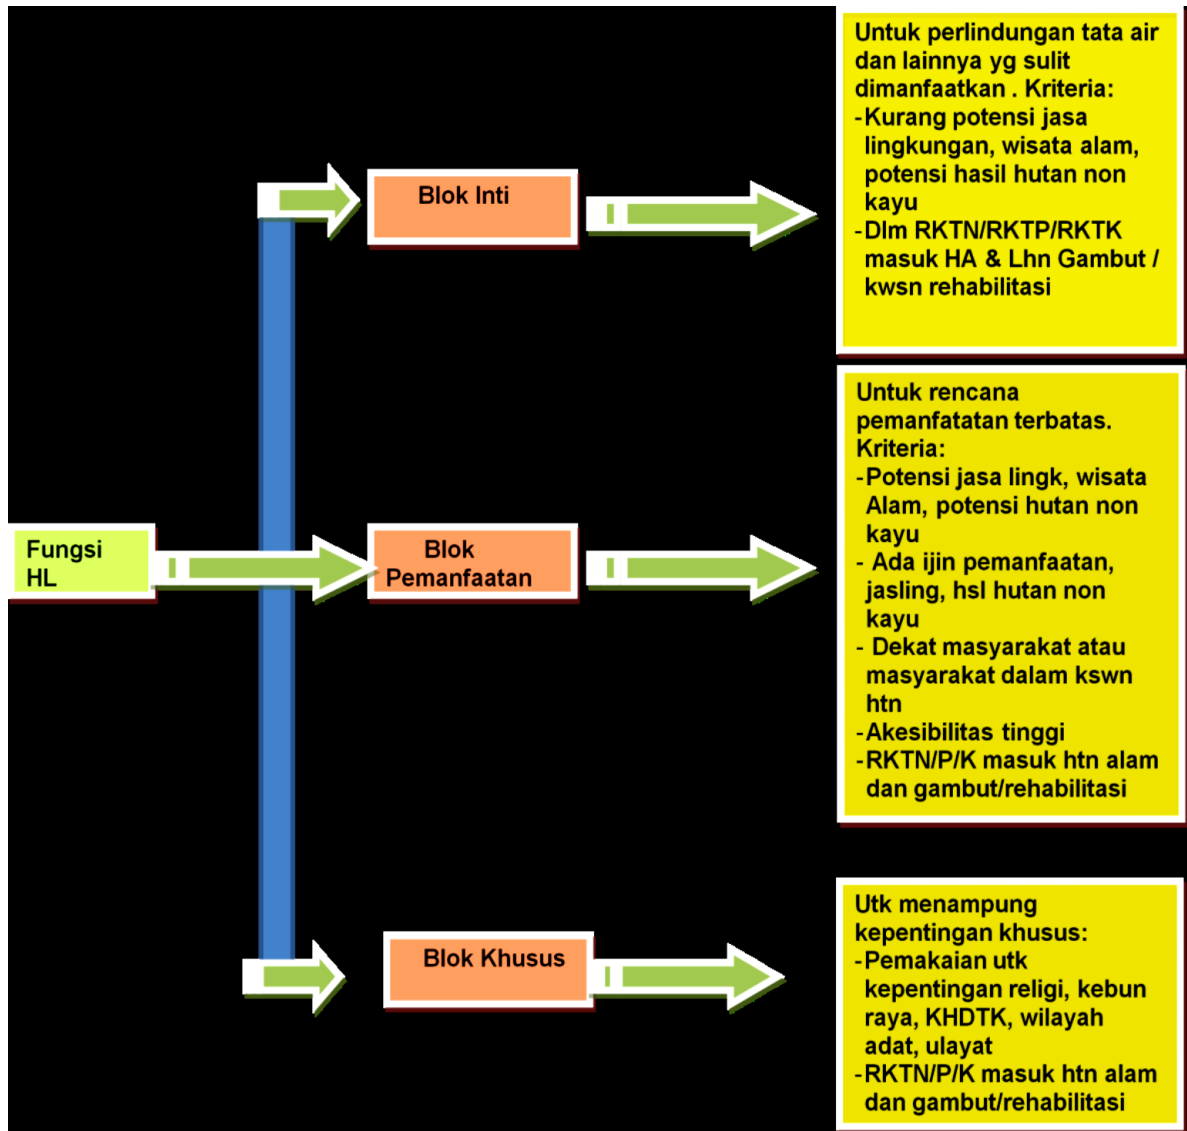 Fungsi
HL
Blok Inti
Untuk perlindungan tata air
dan lainnya yg sulit
dimanfaatkan . Kriteria:
-Kurang potensi jasa
lingkungan, wisata alam,
potensi hasil hutan non
kayu
-Dlm RKTN/RKTP/RKTK
masuk HA & Lhn Gambut /
kwsn rehabilitasi
Blok
Pemanfaatan
Untuk rencana
pemanfatatan terbatas.
Kriteria:
-Potensi jasa lingk, wisata
Alam, potensi hutan non
kayu
- Ada ijin pemanfaatan,
jasling, hsl hutan non
kayu
- Dekat masyarakat atau
masyarakat dalam kswn
htn
-Akesibilitas tinggi
-RKTN/P/K masuk htn alam
dan gambut/rehabilitasi
Blok Khusus
Utk menampung
kepentingan khusus:
-Pemakaian utk
kepentingan religi, kebun
raya, KHDTK, wilayah
adat, ulayat
-RKTN/P/K masuk htn alam
dan gambut/rehabilitasi